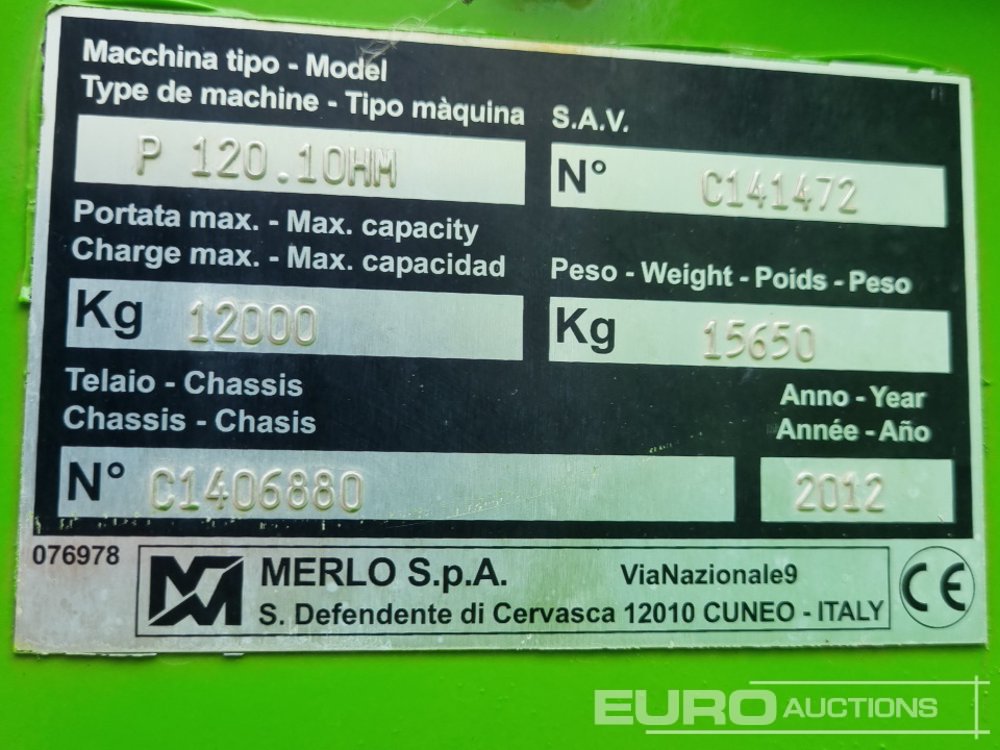 Macchina tipo - Model
Type de machine - Tipo màquina
P 120.10HM
S.A.V.
N° C141472
Portata max. - Max. capacity
Charge max. - Max. capacidad
Kg 12000
Peso - Weight - Poids - Peso
Kg 15650
Telaio - Chassis
Chassis - Chasis
N° C1406880
Anno - Year
Année - Año
2012
076978
MERLO S.p.A. ViaNazionale9
S. Defendente di Cervasca 12010 CUNEO - ITALY
CE
EURO AUCTIONS